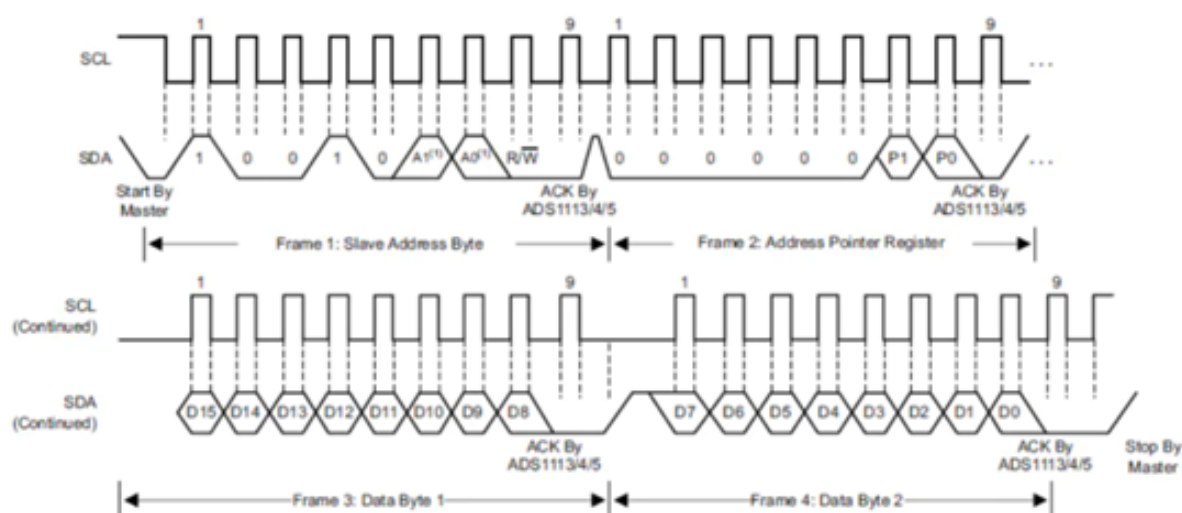 1 9 1 9
SCL ...
SDA 1 0 0 1 0 A1(1) A0(1) R/W 0 0 0 0 0 0 P1 P0 ...
Start By Master
ACK By ADS1113/4/5
ACK By ADS1113/4/5
Frame 1: Slave Address Byte
Frame 2: Address Pointer Register
1 9 1 9
SCL (Continued)
SDA (Continued) D15 D14 D13 D12 D11 D10 D9 D8 D7 D6 D5 D4 D3 D2 D1 D0
ACK By ADS1113/4/5
ACK By ADS1113/4/5
Stop By Master
Frame 3: Data Byte 1
Frame 4: Data Byte 2